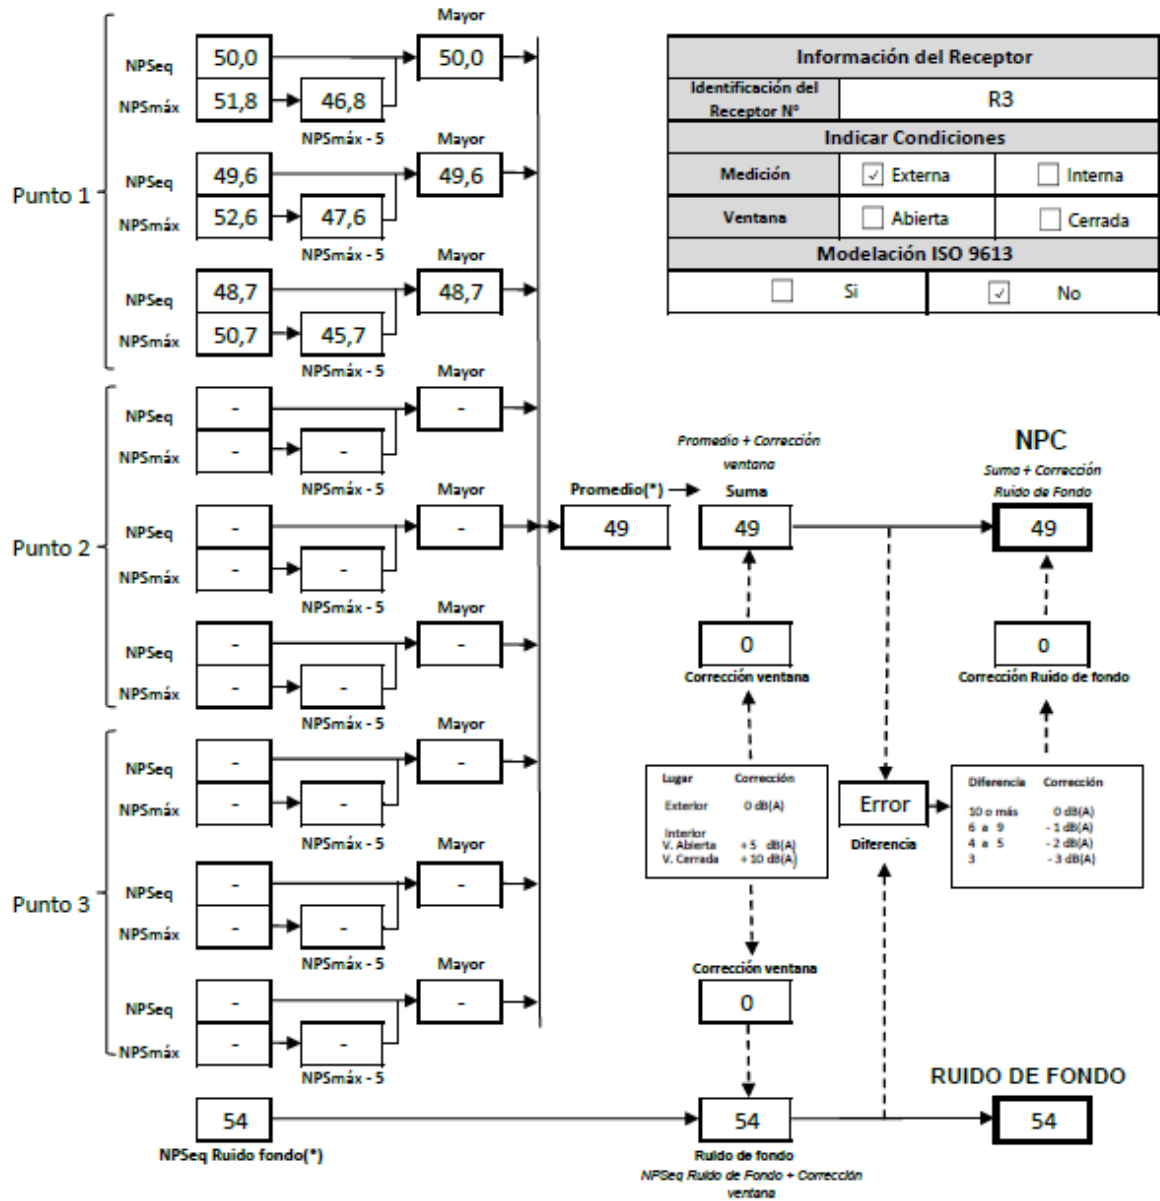 Mayor
NPSeq 50,0 50,0
NPSmáx 51,8 46,8
NPSmáx - 5
Mayor
Punto 1
NPSeq 49,6 49,6
NPSmáx 52,6 47,6
NPSmáx - 5
Mayor
NPSeq 48,7 48,7
NPSmáx 50,7 45,7
NPSmáx - 5
Mayor
NPSeq - -
NPSmáx - -
NPSmáx - 5
Mayor
Punto 2
NPSeq - -
NPSmáx - -
NPSmáx - 5
Mayor
NPSeq - -
NPSmáx - -
NPSmáx - 5
Mayor
NPSeq - -
NPSmáx - -
NPSmáx - 5
Mayor
Punto 3
NPSeq - -
NPSmáx - -
NPSmáx - 5
Mayor
NPSeq - -
NPSmáx - -
NPSmáx - 5
54
NPSeq Ruido fondo(*)
Información del Receptor
Identificación del
Receptor N°
R3
Indicar Condiciones
Medición ✓ Externa Interna
Ventana Abierta Cerrada
Modelación ISO 9613
Si ✓ No
Promedio(*)
49
Promedio + Corrección
ventana
Suma
49
NPC
Suma + Corrección
Ruido de Fondo
49
0
Corrección ventana
0
Corrección Ruido de fondo
Lugar Corrección
Exterior 0 dB(A)
Interior
V. Abierta +5 dB(A)
V. Cerrada +10 dB(A)
Error
Diferencia
Diferencia Corrección
10 o más 0 dB(A)
6 a 9 - 1 dB(A)
4 a 5 - 2 dB(A)
3 - 3 dB(A)
Corrección ventana
0
54
Ruido de fondo
NPSeq Ruido de Fondo + Corrección
ventana
RUIDO DE FONDO
54